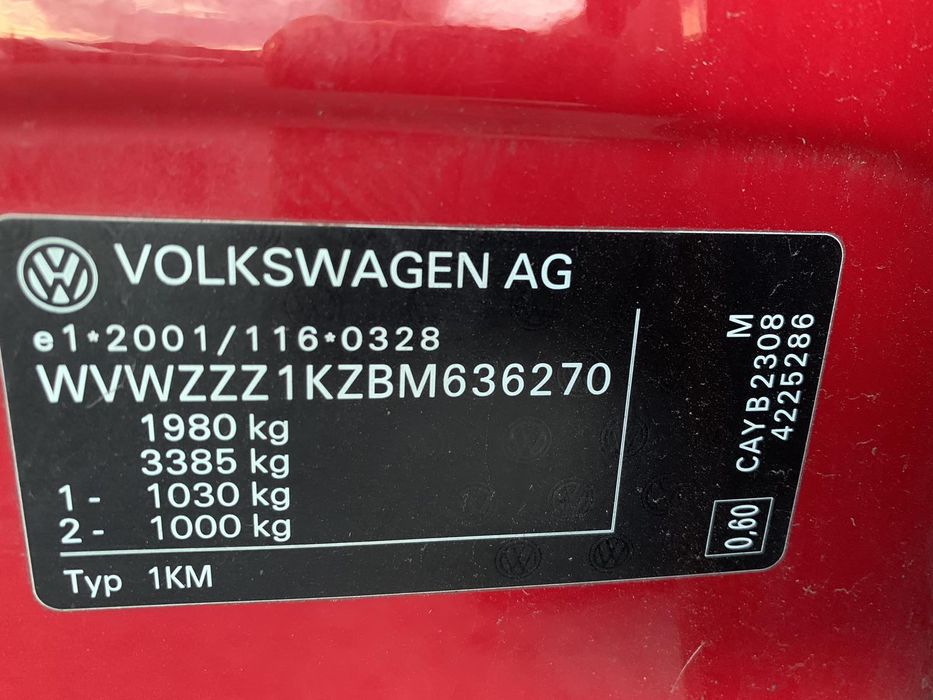 VOLKSWAGEN AG
e1*2001/116*0328
WVWZZZ1KZBM636270
1980 kg
3385 kg
1- 1030 kg
2- 1000 kg
Typ 1KM
M
CAYB2308
4225286
0,60